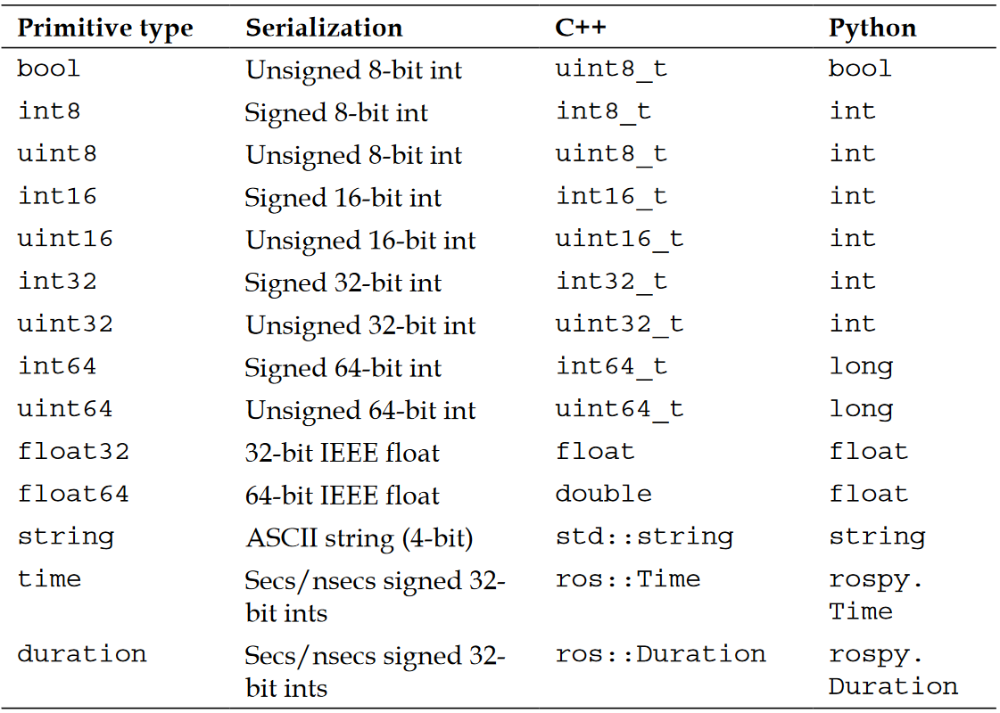 Primitive type Serialization C++ Python
bool Unsigned 8-bit int uint8_t bool
int8 Signed 8-bit int int8_t int
uint8 Unsigned 8-bit int uint8_t int
int16 Signed 16-bit int int16_t int
uint16 Unsigned 16-bit int uint16_t int
int32 Signed 32-bit int int32_t int
uint32 Unsigned 32-bit int uint32_t int
int64 Signed 64-bit int int64_t long
uint64 Unsigned 64-bit int uint64_t long
float32 32-bit IEEE float float float
float64 64-bit IEEE float double float
string ASCII string (4-bit) std::string string
time Secs/nsecs signed 32- ros::Time rospy.
bit ints Time
duration Secs/nsecs signed 32- ros::Duration rospy.
bit ints Duration